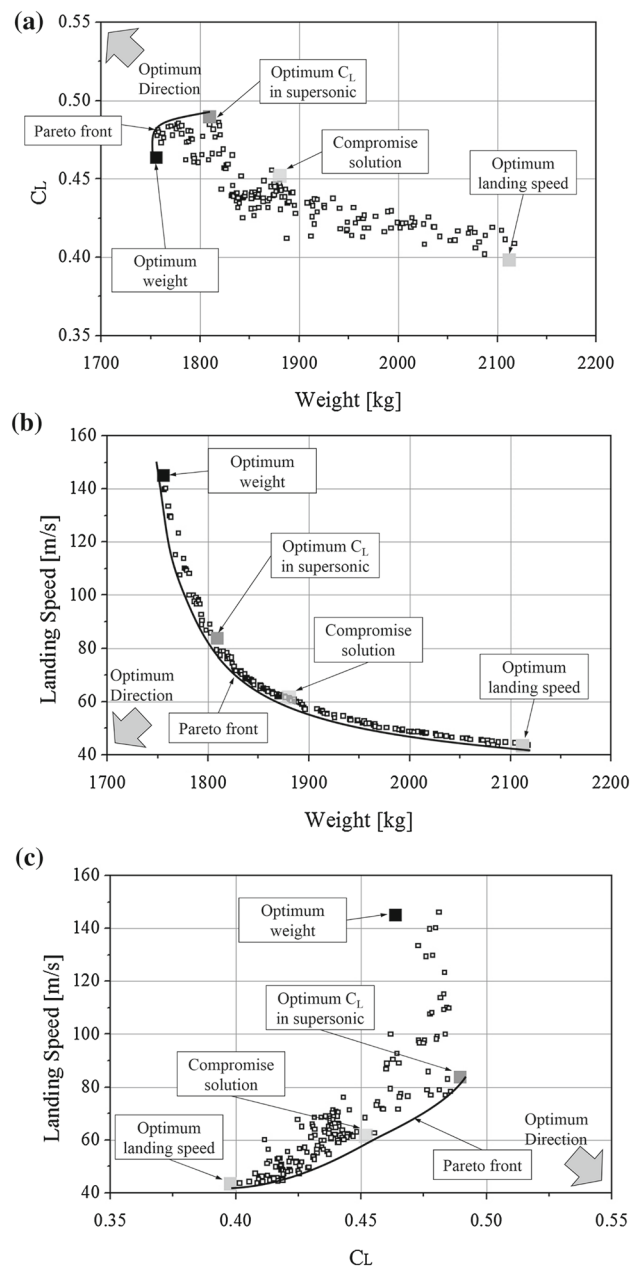 (a)
0.55
Optimum
Direction
Optimum CL
in supersonic
0.50
Pareto front
Compromise
solution
Optimum
landing speed
0.45
CL
Optimum
weight
0.40
0.35
1700 1800 1900 2000 2100 2200
Weight [kg]
(b)
160
Optimum
weight
140
120
Optimum CL
in supersonic
100
Landing Speed [m/s]
Compromise
solution
80
Optimum
Direction
Optimum
landing speed
60
Pareto front
40
1700 1800 1900 2000 2100 2200
Weight [kg]
(c)
160
Optimum
weight
140
120
Optimum CL
in supersonic
100
Landing Speed [m/s]
Compromise
solution
80
Optimum
landing speed
Optimum
Direction
60
Pareto front
40
0.35 0.40 0.45 0.50 0.55
CL